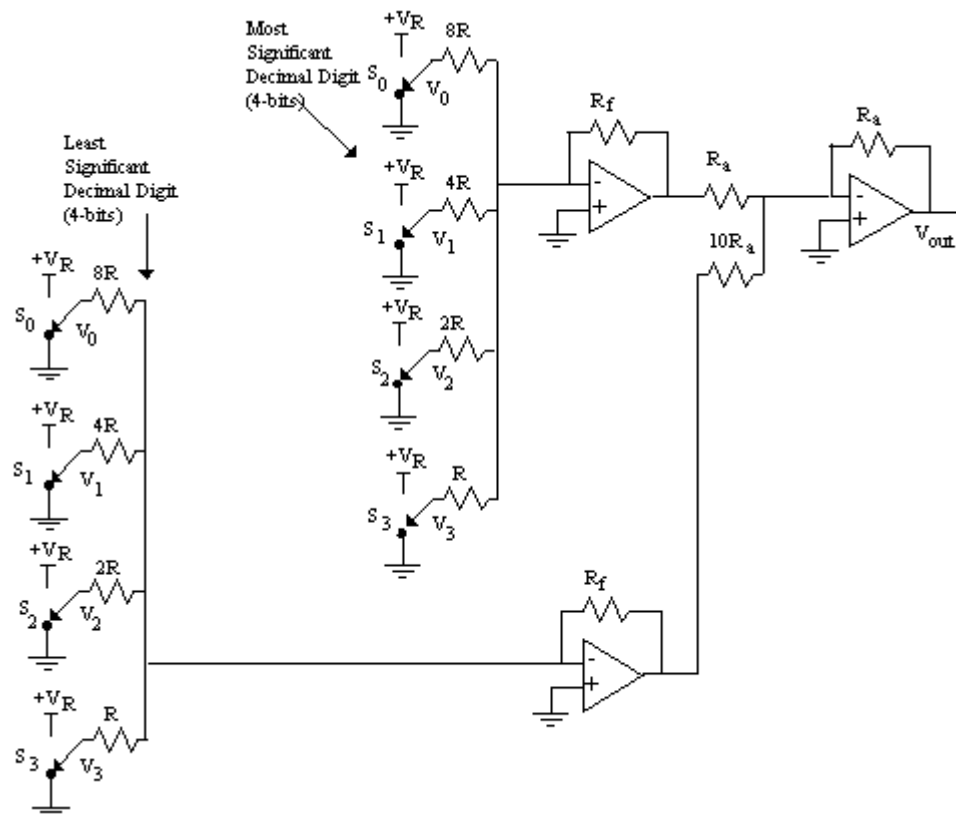 Most
Significant
Decimal Digit
(4-bits)
+VR
8R
S0
V0
+VR
4R
S1
V1
+VR
2R
S2
V2
+VR
R
S3
V3
Least
Significant
Decimal Digit
(4-bits)
+VR
8R
S0
V0
+VR
4R
S1
V1
+VR
2R
S2
V2
+VR
R
S3
V3
Rf
-
+
Ra
10Ra
Ra
-
+
Vout
Rf
-
+